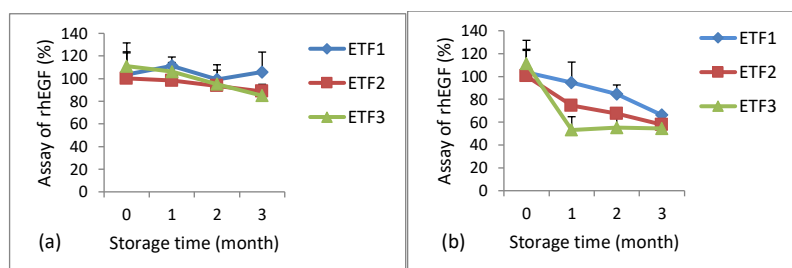 140
120
100
80
60
40
20
0
Assay of rhEGF (%)
0 1 2 3
Storage time (month)
(a)
ETF1
ETF2
ETF3
140
120
100
80
60
40
20
0
Assay of rhEGF (%)
0 1 2 3
Storage time (month)
(b)
ETF1
ETF2
ETF3